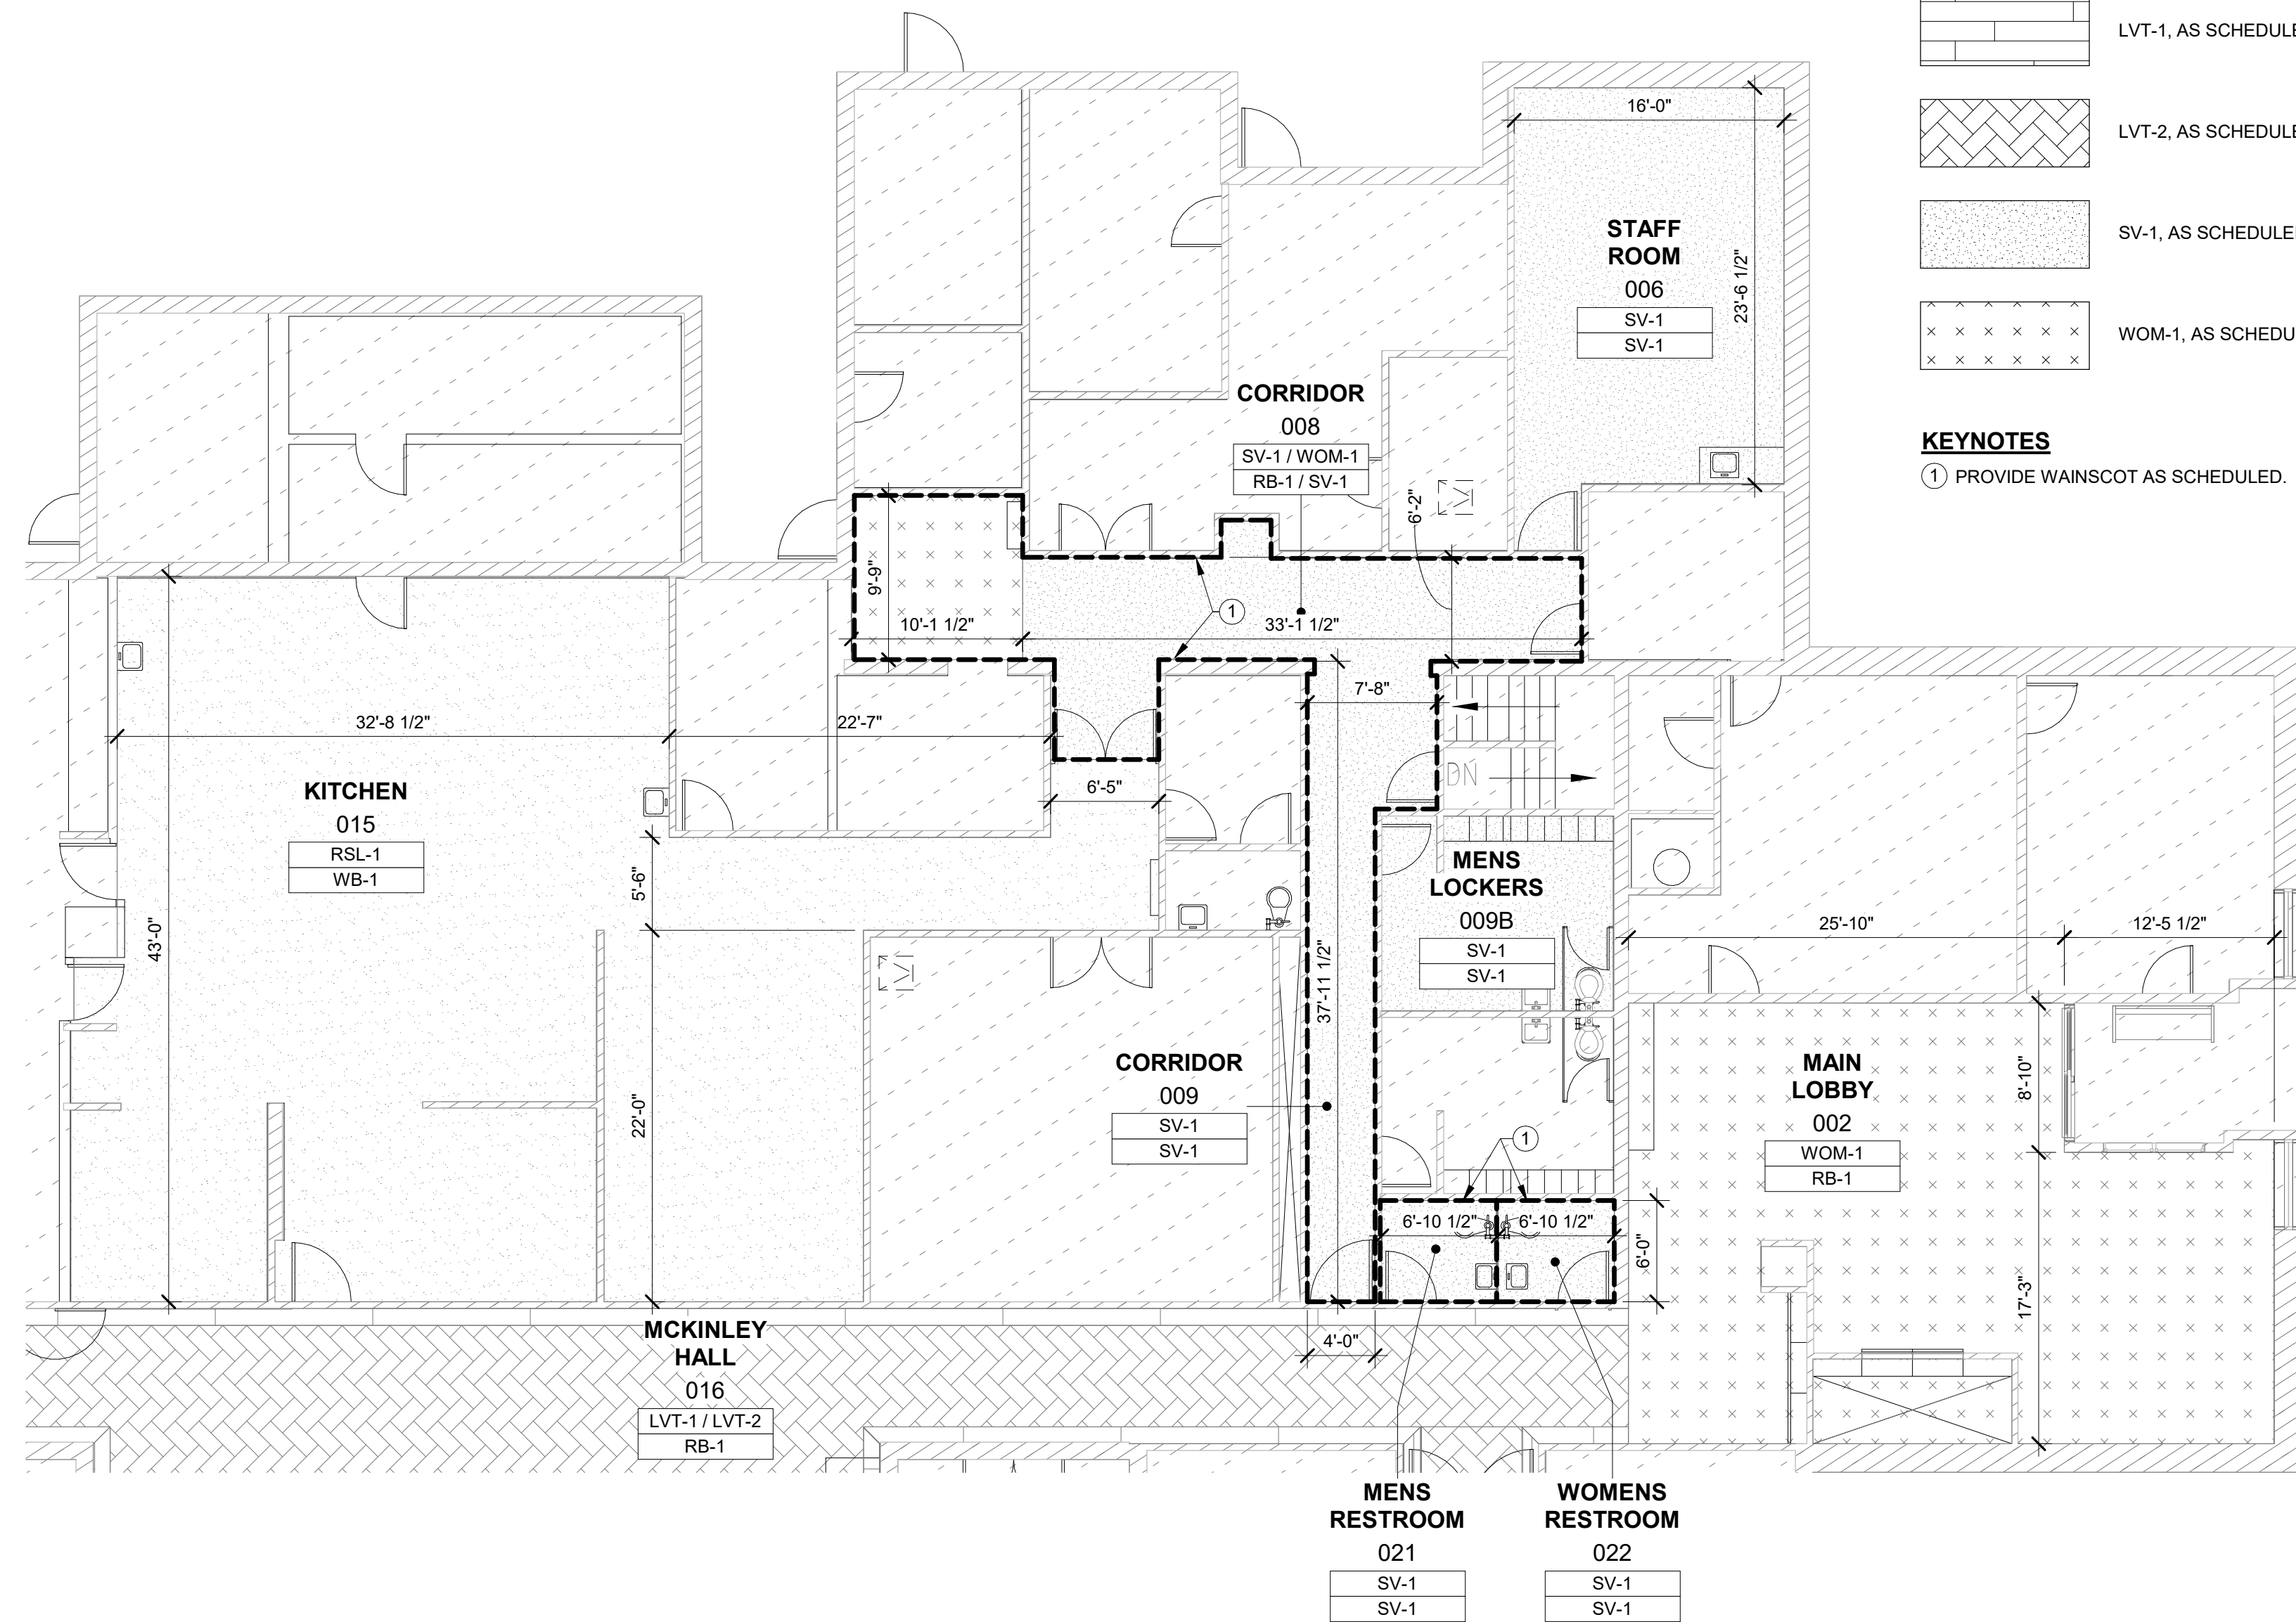 LVT-1, AS SCHEDULE
LVT-2, AS SCHEDULE
SV-1, AS SCHEDULE
WOM-1, AS SCHEDU
KEYNOTES
1 PROVIDE WAINSCOT AS SCHEDULED.
16'-0"
STAFF
ROOM
006
SV-1
SV-1
23'-6 1/2"
CORRIDOR
008
SV-1 / WOM-1
RB-1 / SV-1
6'-2"
9'-9"
10'-1 1/2"
1
33'-1 1/2"
7'-8"
32'-8 1/2"
22'-7"
6'-5"
DN
KITCHEN
015
RSL-1
WB-1
5'-6"
43'-0"
22'-0"
MENS
LOCKERS
009B
SV-1
SV-1
37'-11 1/2"
25'-10"
12'-5 1/2"
CORRIDOR
009
SV-1
SV-1
MAIN
LOBBY
002
WOM-1
RB-1
8'-10"
17'-3"
1
6'-10 1/2"
6'-10 1/2"
6'-0"
4'-0"
MCKINLEY
HALL
016
LVT-1 / LVT-2
RB-1
MENS
RESTROOM
021
SV-1
SV-1
WOMENS
RESTROOM
022
SV-1
SV-1